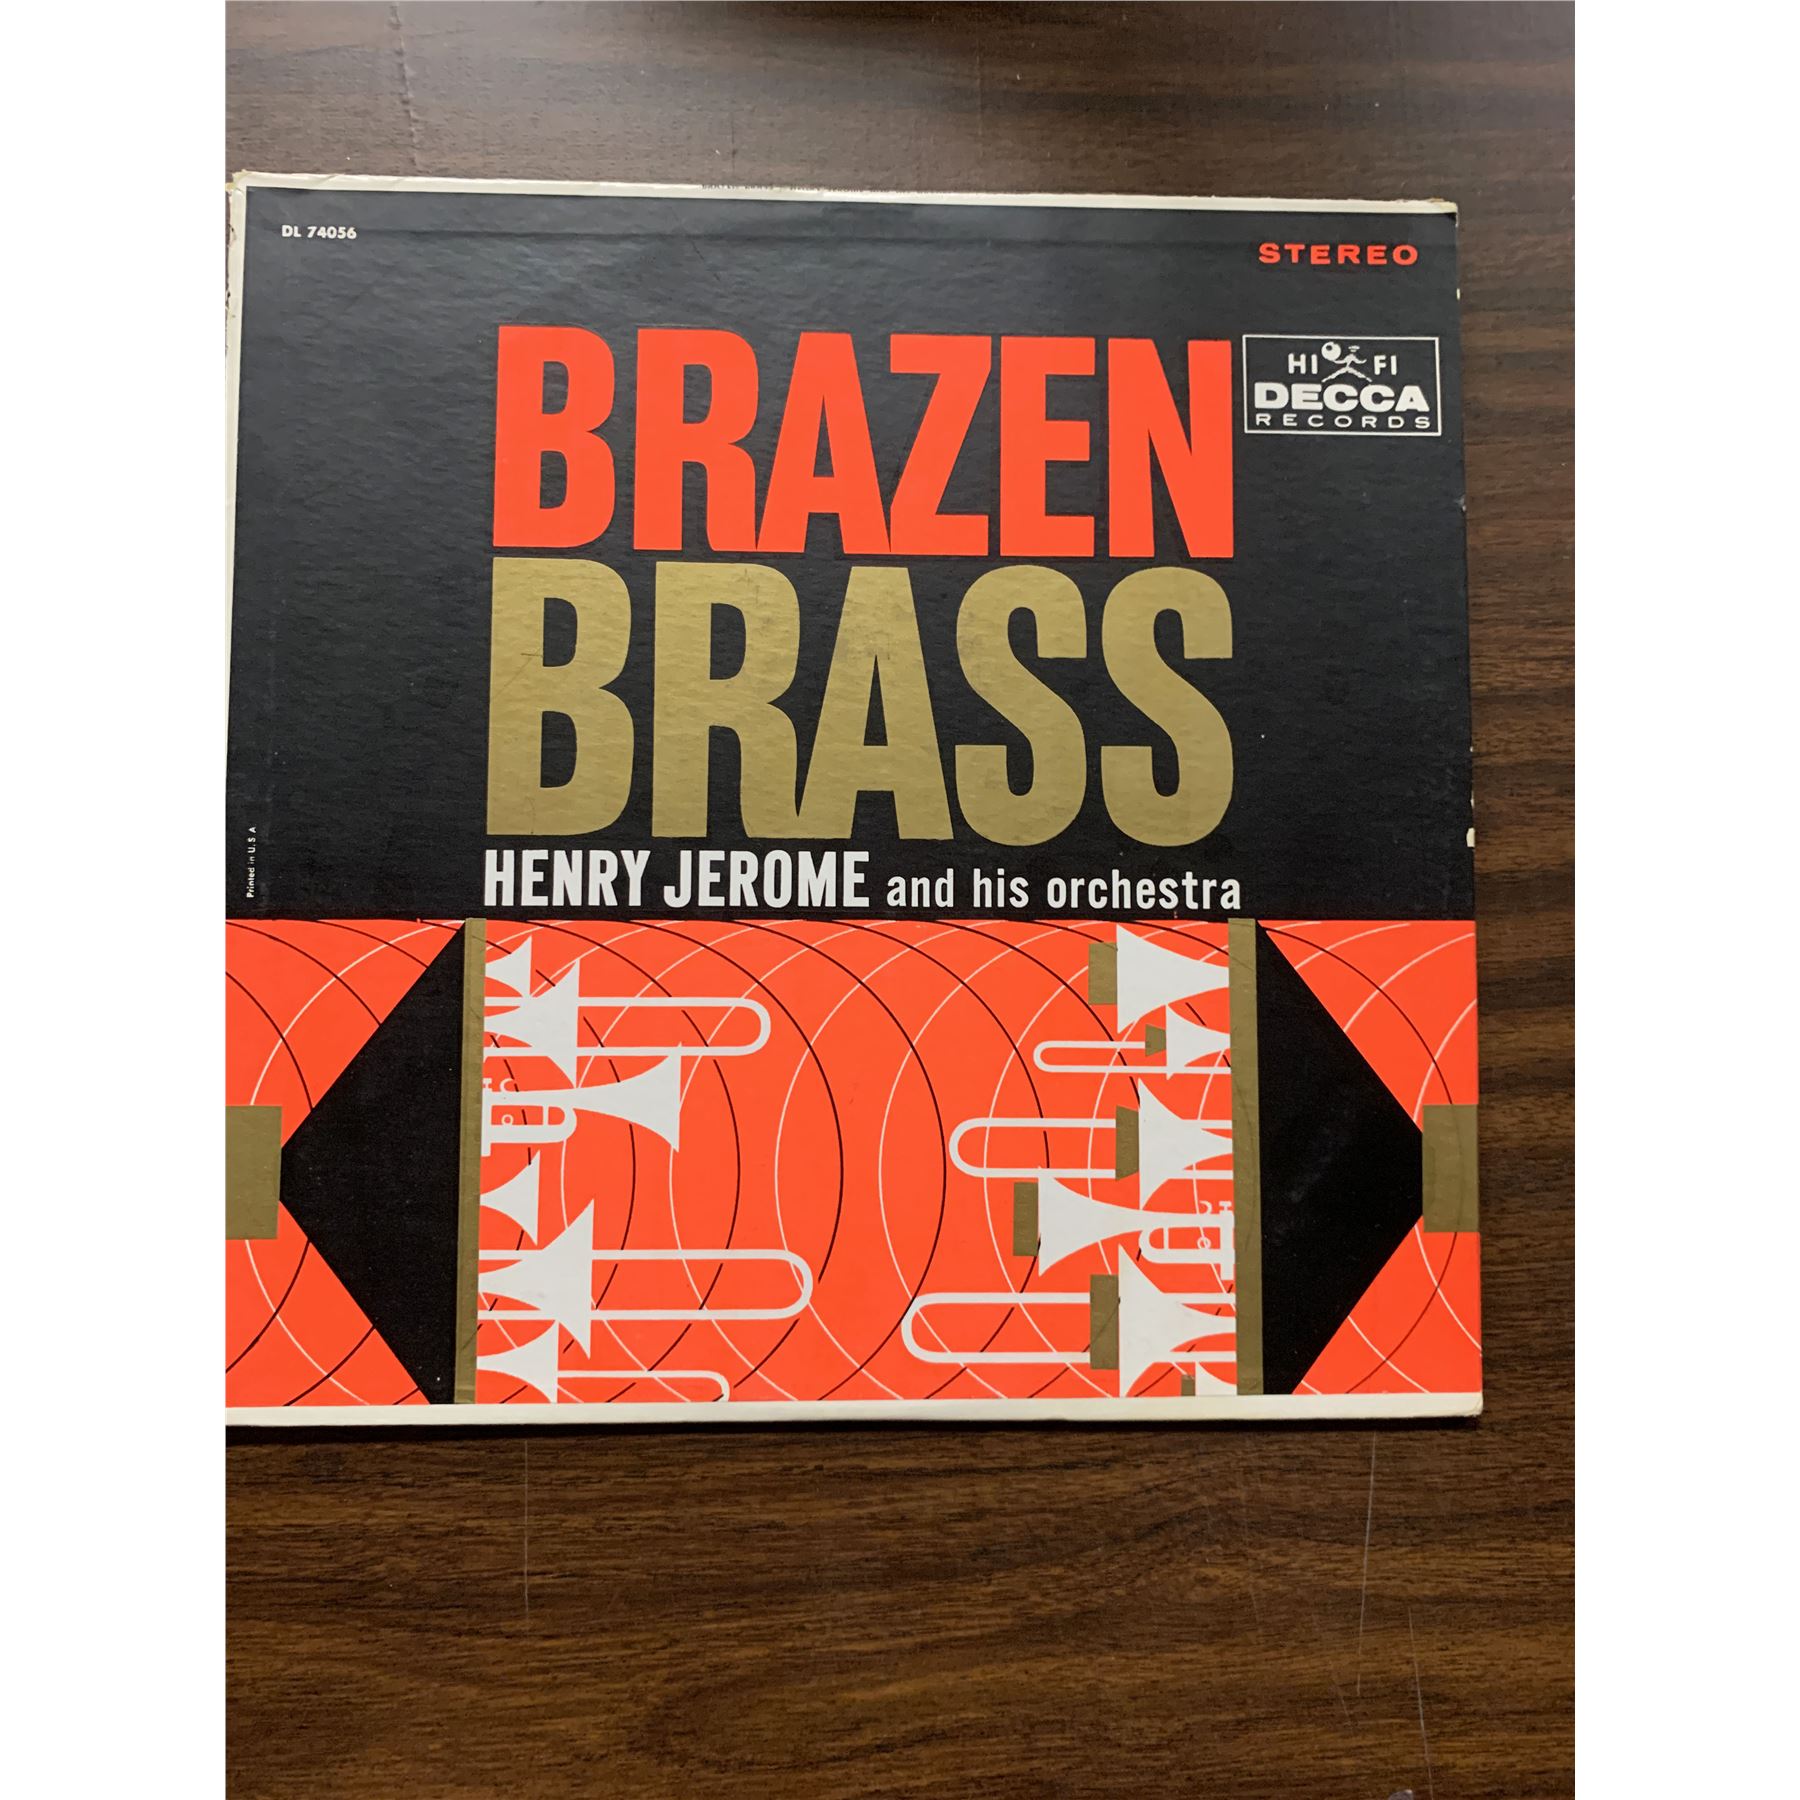 DL 74056
STEREO
BRAZEN
HI FI
DECCA
RECORDS
BRASS
HENRY JEROME and his orchestra
Printed in U.S.A